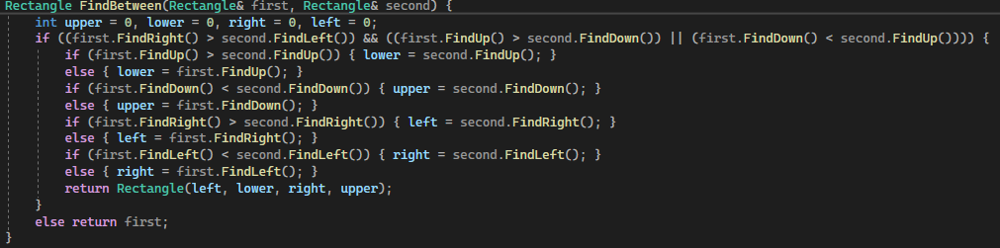 Rectangle FindBetween(Rectangle& first, Rectangle& second) {
    int upper = 0, lower = 0, right = 0, left = 0;
    if ((first.FindRight() > second.FindLeft()) && ((first.FindUp() > second.FindDown()) || (first.FindDown() < second.FindUp()))) {
        if (first.FindUp() > second.FindUp()) { lower = second.FindUp(); }
        else { lower = first.FindUp(); }
        if (first.FindDown() < second.FindDown()) { upper = second.FindDown(); }
        else { upper = first.FindDown(); }
        if (first.FindRight() > second.FindRight()) { left = second.FindRight(); }
        else { left = first.FindRight(); }
        if (first.FindLeft() < second.FindLeft()) { right = second.FindLeft(); }
        else { right = first.FindLeft(); }
        return Rectangle(left, lower, right, upper);
    }
    else return first;
}